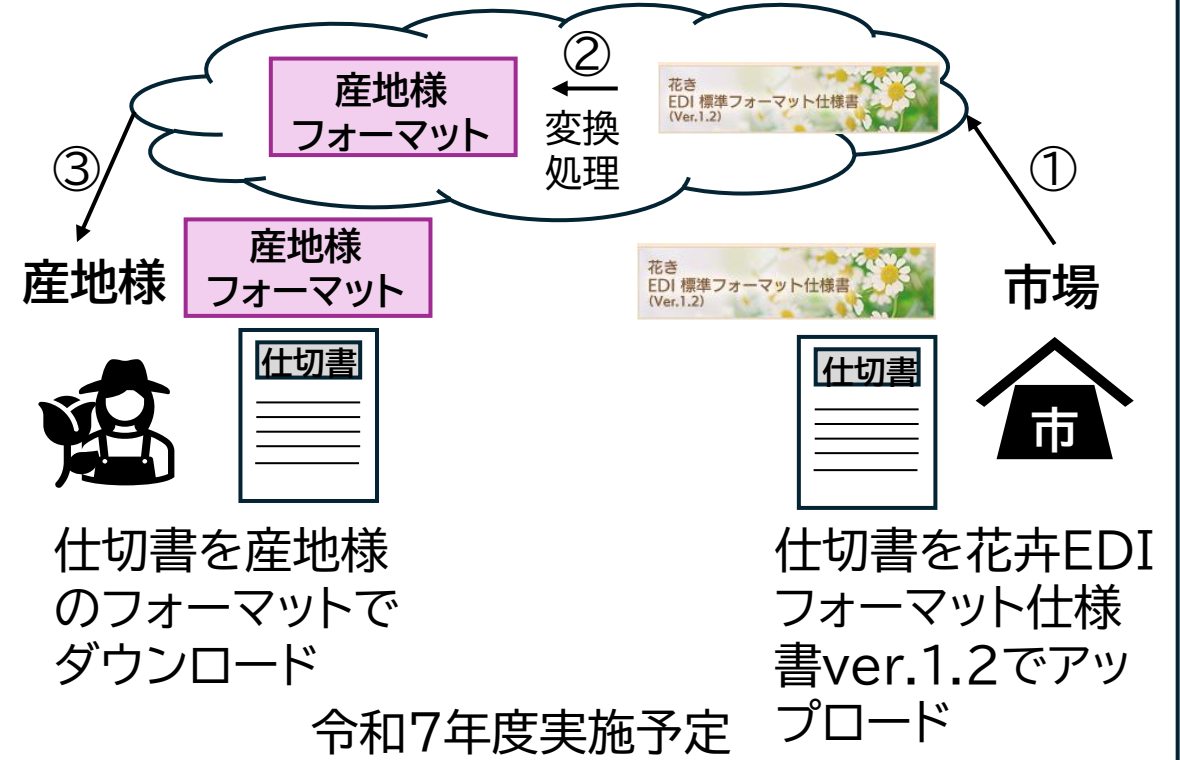 ②
産地様
フォーマット
変換
処理
花き
EDI 標準フォーマット仕様書
(Ver.1.2)
③
①
産地様
産地様
フォーマット
花き
EDI 標準フォーマット仕様書
(Ver.1.2)
市場
仕切書
仕切書
市
仕切書を産地様
のフォーマットで
ダウンロード
仕切書を花卉EDI
フォーマット仕様
書ver.1.2でアッ
プロード
令和7年度実施予定